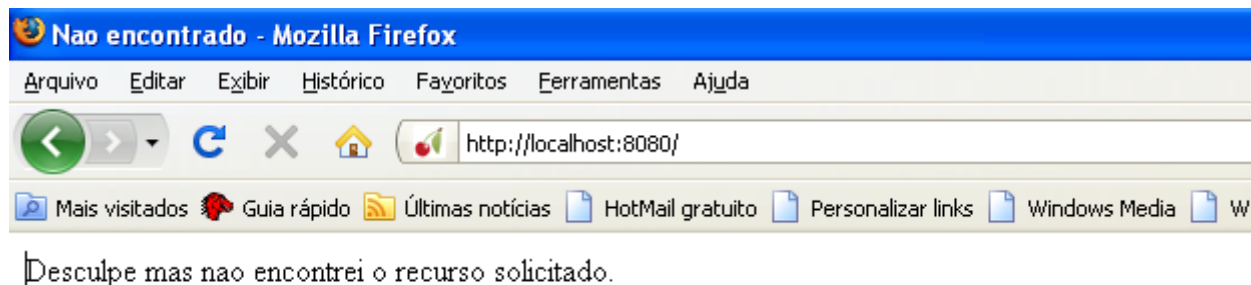 Nao encontrado - Mozilla Firefox
Arquivo Editar Exibir Histórico Favoritos Ferramentas Ajuda
http://localhost:8080/
Mais visitados Guia rápido Últimas notícias HotMail gratuito Personalizar links Windows Media W
Desculpe mas nao encontrei o recurso solicitado.